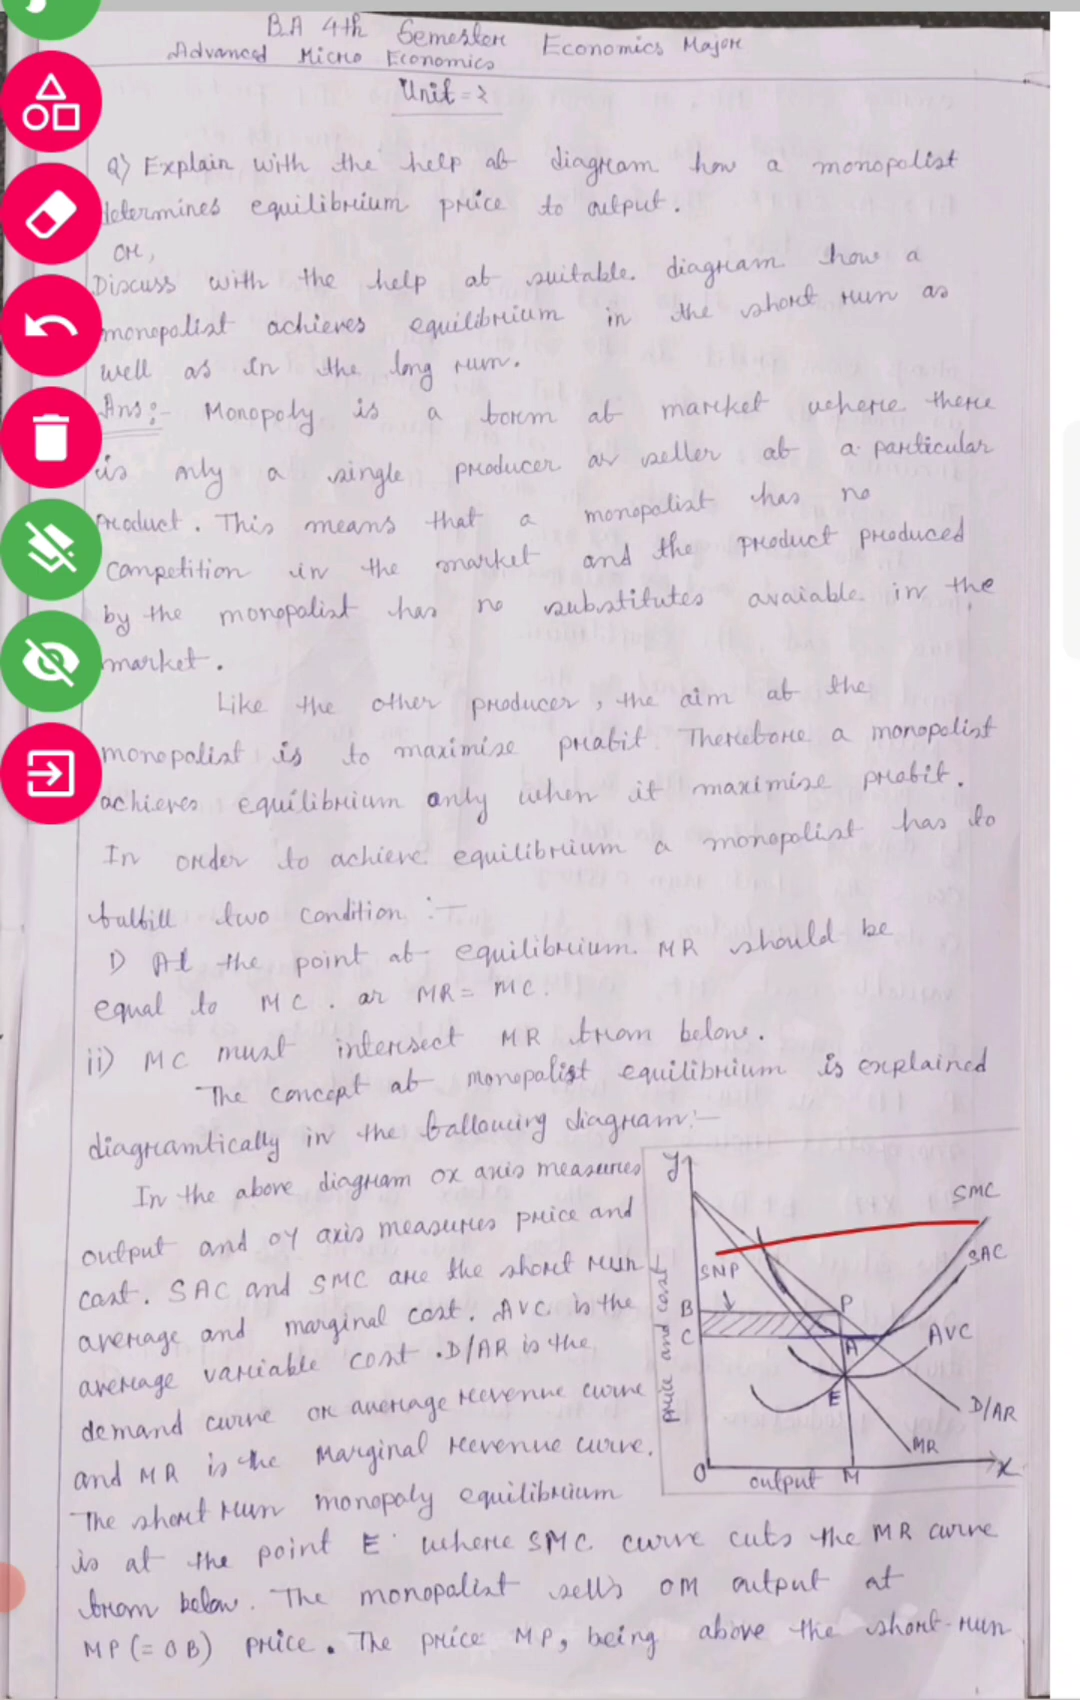 BA 4th Semester Economics Major
Advanced Micro Economics
Unit = 2
Q) Explain with the help of diagram how a monopolist
determines equilibrium price to output.
or,
Discuss with the help of suitable diagram how a
monopolist achieves equilibrium in the short run as
well as in the long run.
Ans:- Monopoly is a form of market where there
is only a single producer or seller of a particular
product. This means that a monopolist has no
competition in the market and the product produced
by the monopolist has no substitutes avaiable in the
market.
Like the other producer, the aim of the
monopolist is to maximise profit. Therefore a monopolist
achieves equilibrium only when it maximise profit.
In order to achieve equilibrium a monopolist has to
fulfill two condition :-
i) At the point of equilibrium MR should be
equal to MC. or MR = MC.
ii) MC must intersect MR from below.
The concept of monopolist equilibrium is explained
diagramtically in the following diagram:-
In the above diagram OX axis measures
output and OY axis measures price and
cost. SAC and SMC are the short run
average and marginal cost. AVC is the
average variable cost. D/AR is the
demand curve or average revenue curve
and MR is the Marginal revenue curve.
The short run monopoly equilibrium
is at the point E where SMC curve cuts the MR curve
from below. The monopolist sells OM output at
MP (= OB) price. The price MP, being above the short-run
Y
SMC
SAC
SNP
B
P
C
A
AVC
E
D/AR
MR
price and cost
O
output
M
X